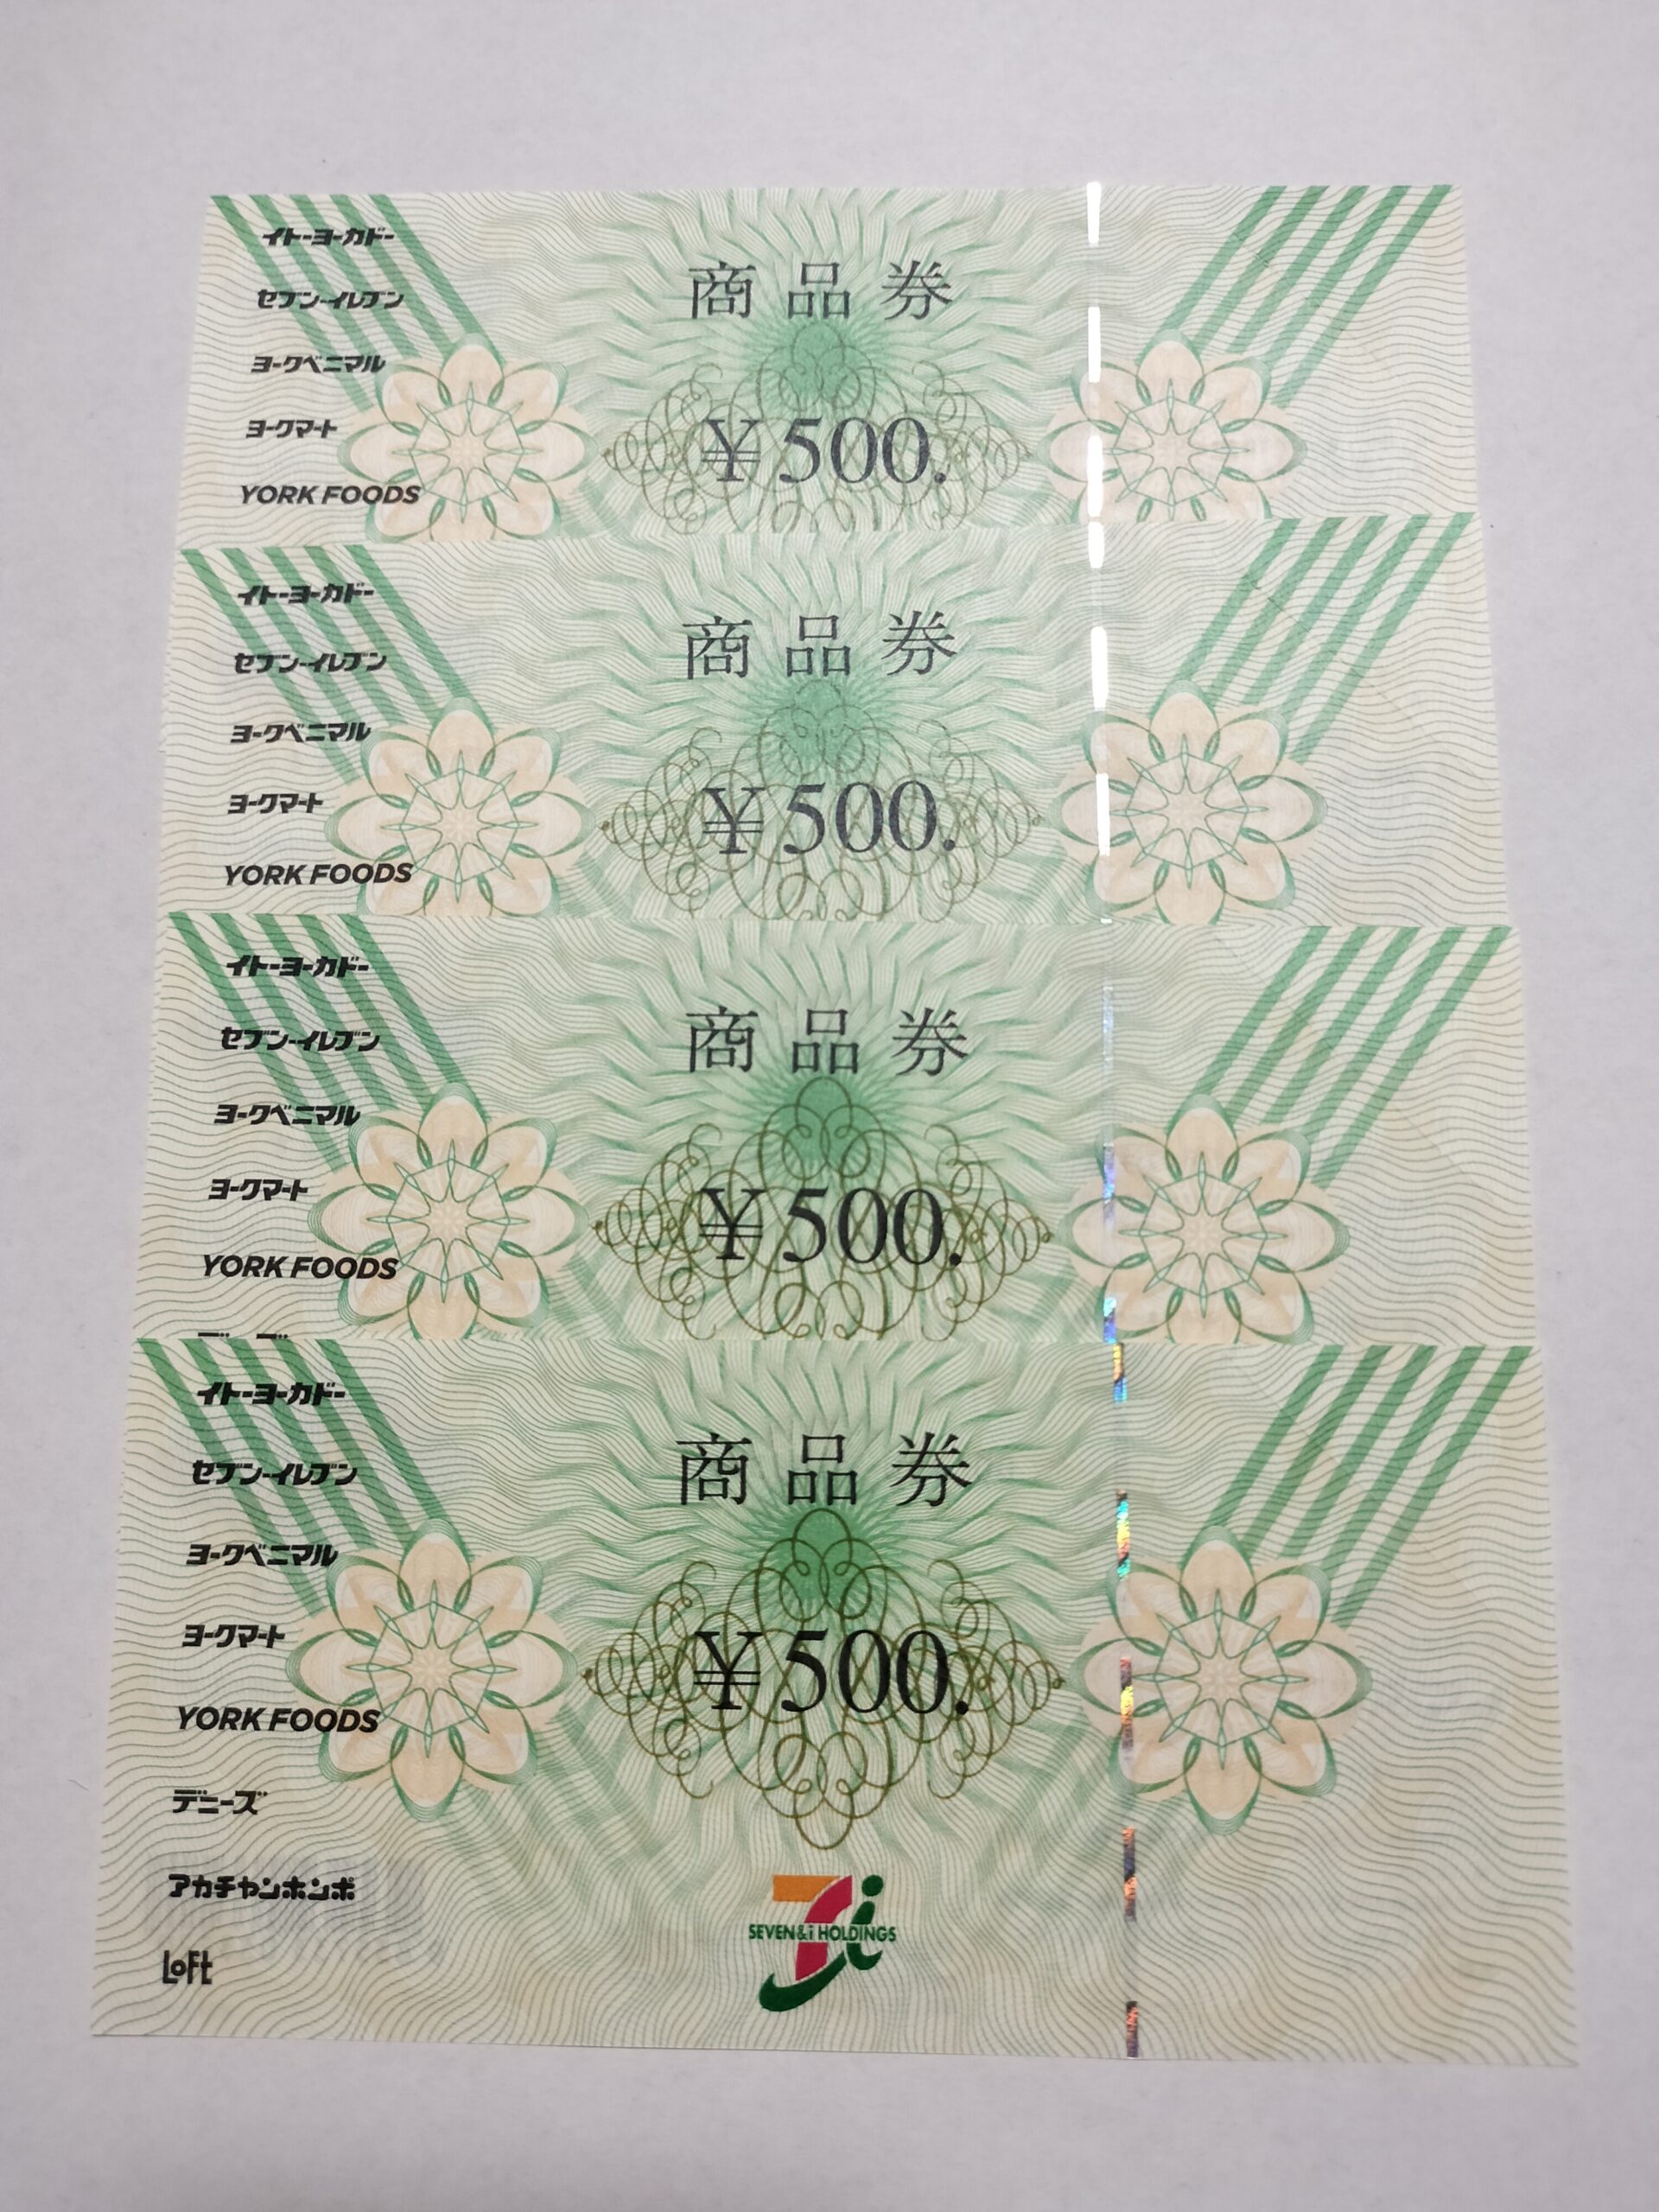 イトーヨーカドー
セブン-イレブン
ヨークベニマル
ヨークマート
YORK FOODS
商品券
￥500.
イトーヨーカドー
セブン-イレブン
ヨークベニマル
ヨークマート
YORK FOODS
商品券
￥500.
イトーヨーカドー
セブン-イレブン
ヨークベニマル
ヨークマート
YORK FOODS
商品券
￥500.
イトーヨーカドー
セブン-イレブン
ヨークベニマル
ヨークマート
YORK FOODS
デニーズ
アカチャンホンポ
LOFt
商品券
￥500.
SEVEN&i HOLDINGS